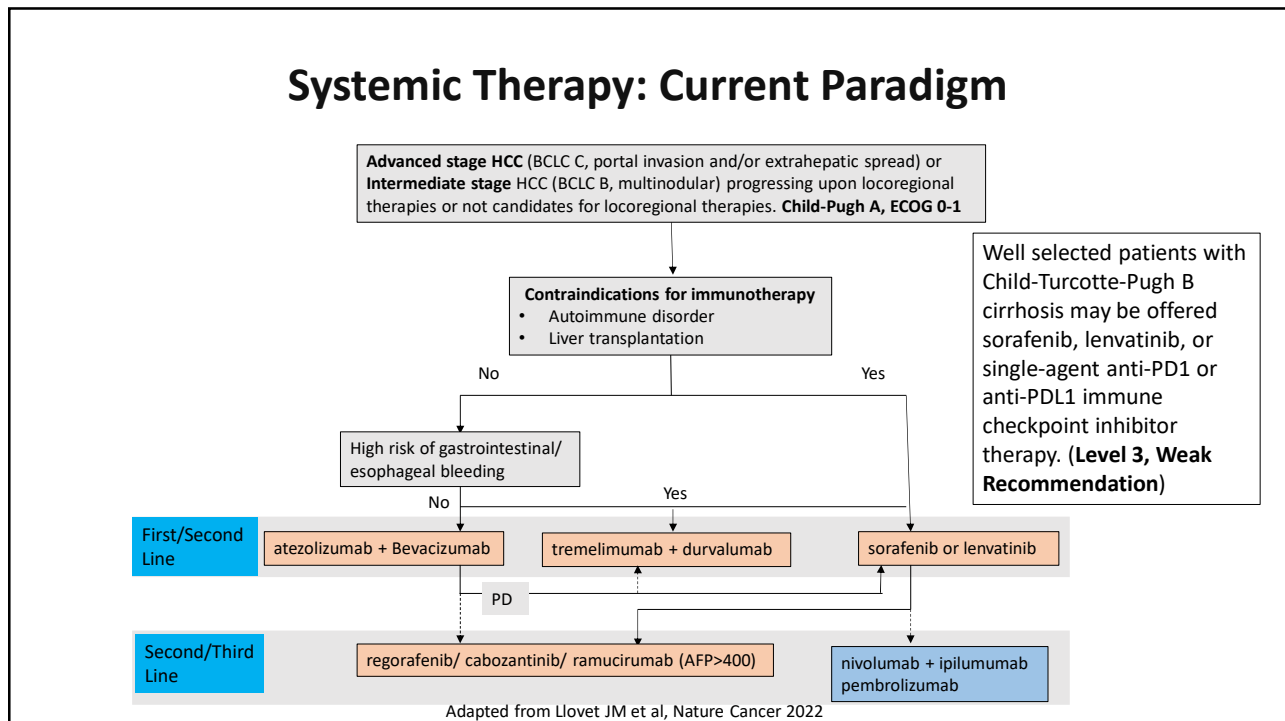 Systemic Therapy: Current Paradigm
Advanced stage HCC (BCLC C, portal invasion and/or extrahepatic spread) or
Intermediate stage HCC (BCLC B, multinodular) progressing upon locoregional
therapies or not candidates for locoregional therapies. Child-Pugh A, ECOG 0-1
Well selected patients with
Child-Turcotte-Pugh B
cirrhosis may be offered
sorafenib, lenvatinib, or
single-agent anti-PD1 or
anti-PDL1 immune
checkpoint inhibitor
therapy. (Level 3, Weak
Recommendation)
Contraindications for immunotherapy
• Autoimmune disorder
• Liver transplantation
No
Yes
High risk of gastrointestinal/
esophageal bleeding
No
Yes
First/Second
Line
atezolizumab + Bevacizumab
tremelimumab + durvalumab
sorafenib or lenvatinib
PD
Second/Third
Line
regorafenib/ cabozantinib/ ramucirumab (AFP>400)
nivolumab + ipilumumab
pembrolizumab
Adapted from Llovet JM et al, Nature Cancer 2022